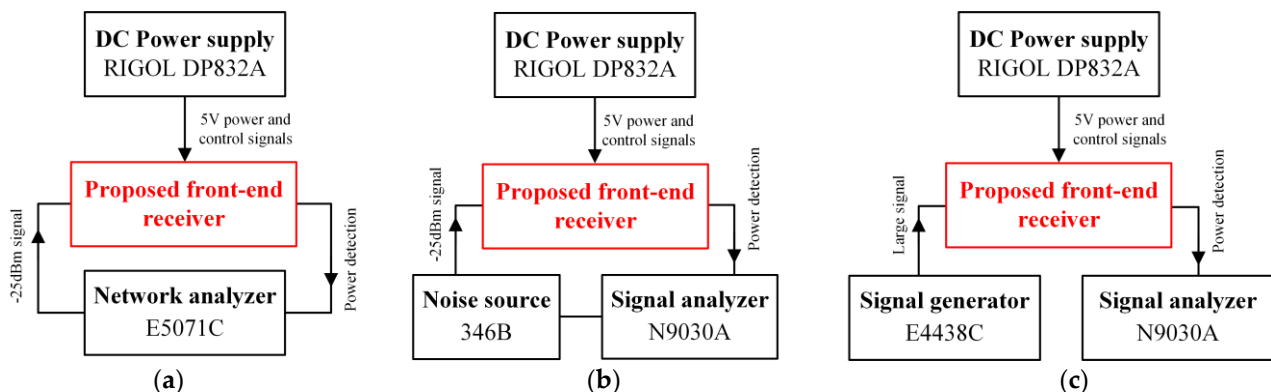 DC Power supply
RIGOL DP832A
5V power and
control signals
Proposed front-end
receiver
-25dBm signal
Power detection
Network analyzer
E5071C
(a)
DC Power supply
RIGOL DP832A
5V power and
control signals
Proposed front-end
receiver
-25dBm signal
Power detection
Noise source
346B
Signal analyzer
N9030A
(b)
DC Power supply
RIGOL DP832A
5V power and
control signals
Proposed front-end
receiver
Large signal
Power detection
Signal generator
E4438C
Signal analyzer
N9030A
(c)